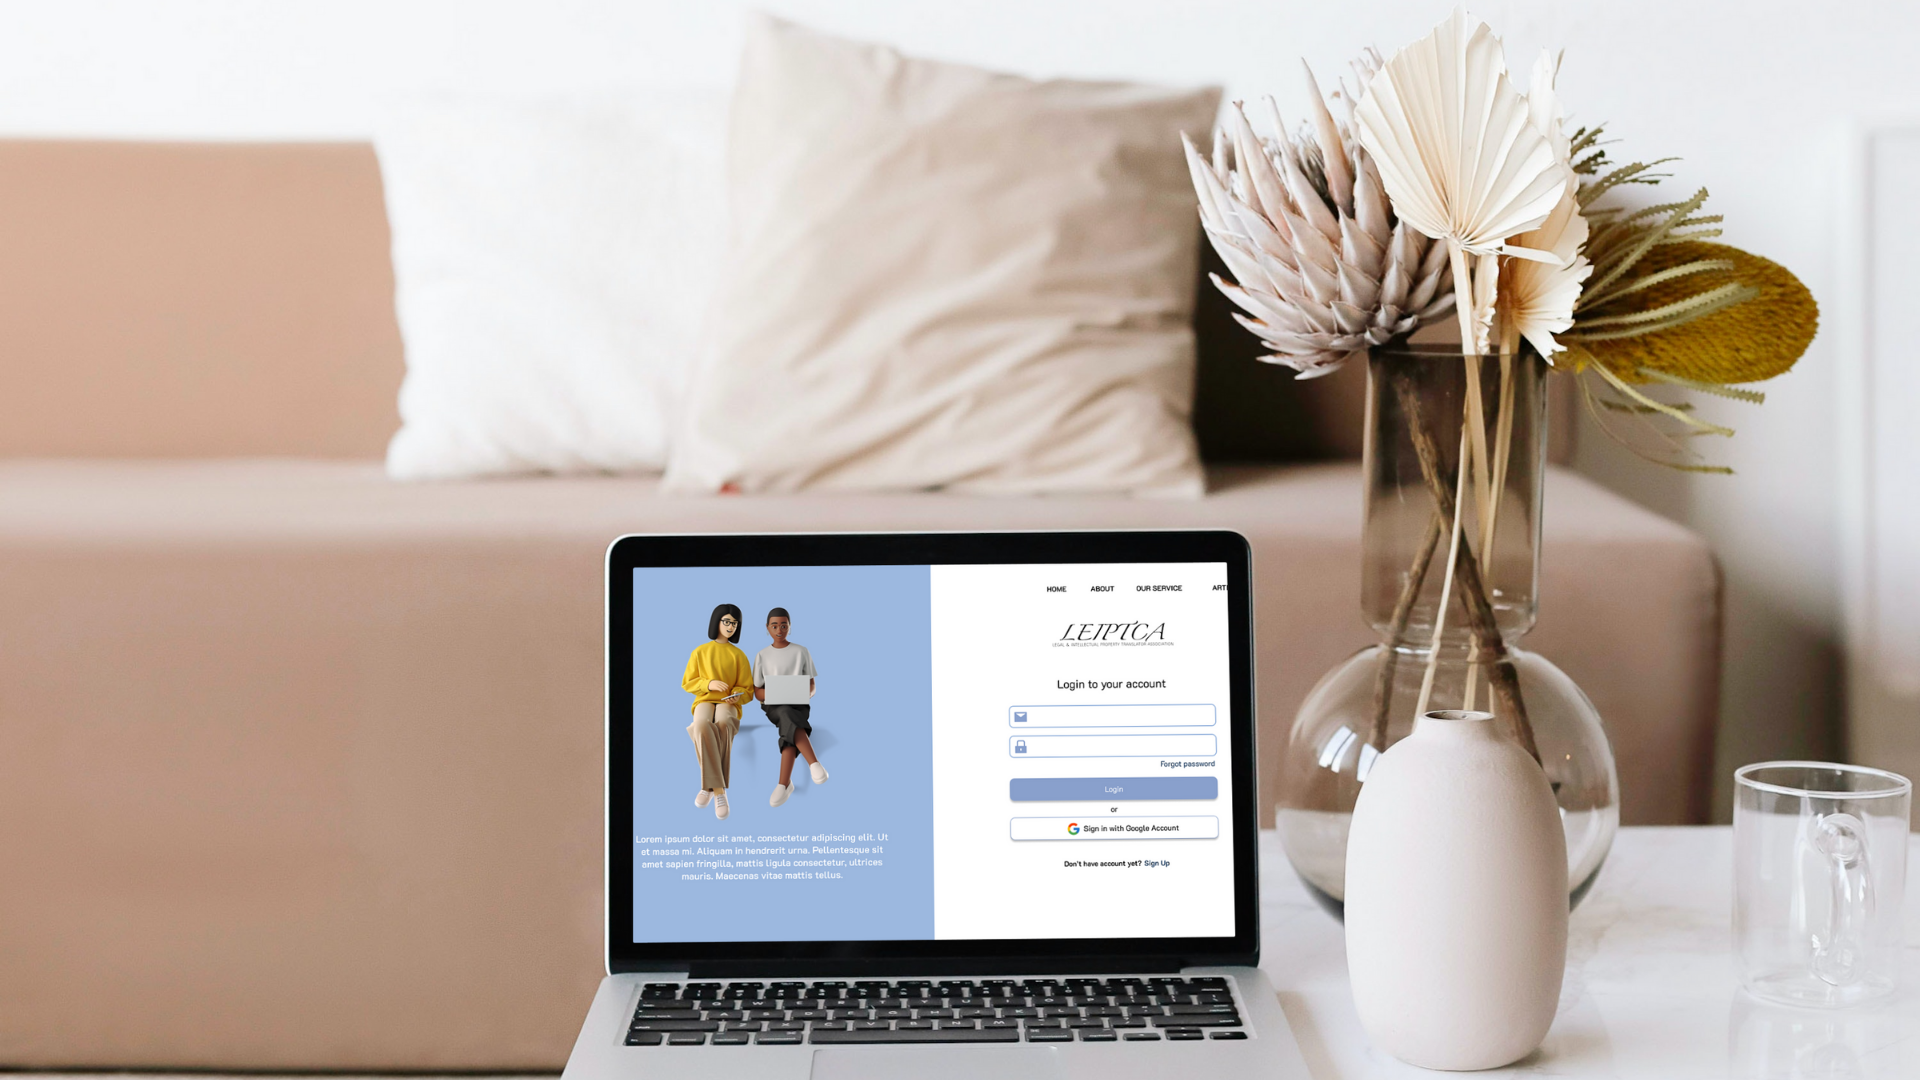 HOME ABOUT OUR SERVICE ARTI
LEIPTCA
LEGAL & INTELLECTUAL PROPERTY TRANSLATOR ASSOCIATION
Login to your account
Forgot password
Login
or
Sign in with Google Account
Don't have account yet? Sign Up
Lorem ipsum dolor sit amet, consectetur adipiscing elit. Ut
et massa mi. Aliquam in hendrerit urna. Pellentesque sit
amet sapien fringilla, mattis ligula consectetur, ultrices
mauris. Maecenas vitae mattis tellus.